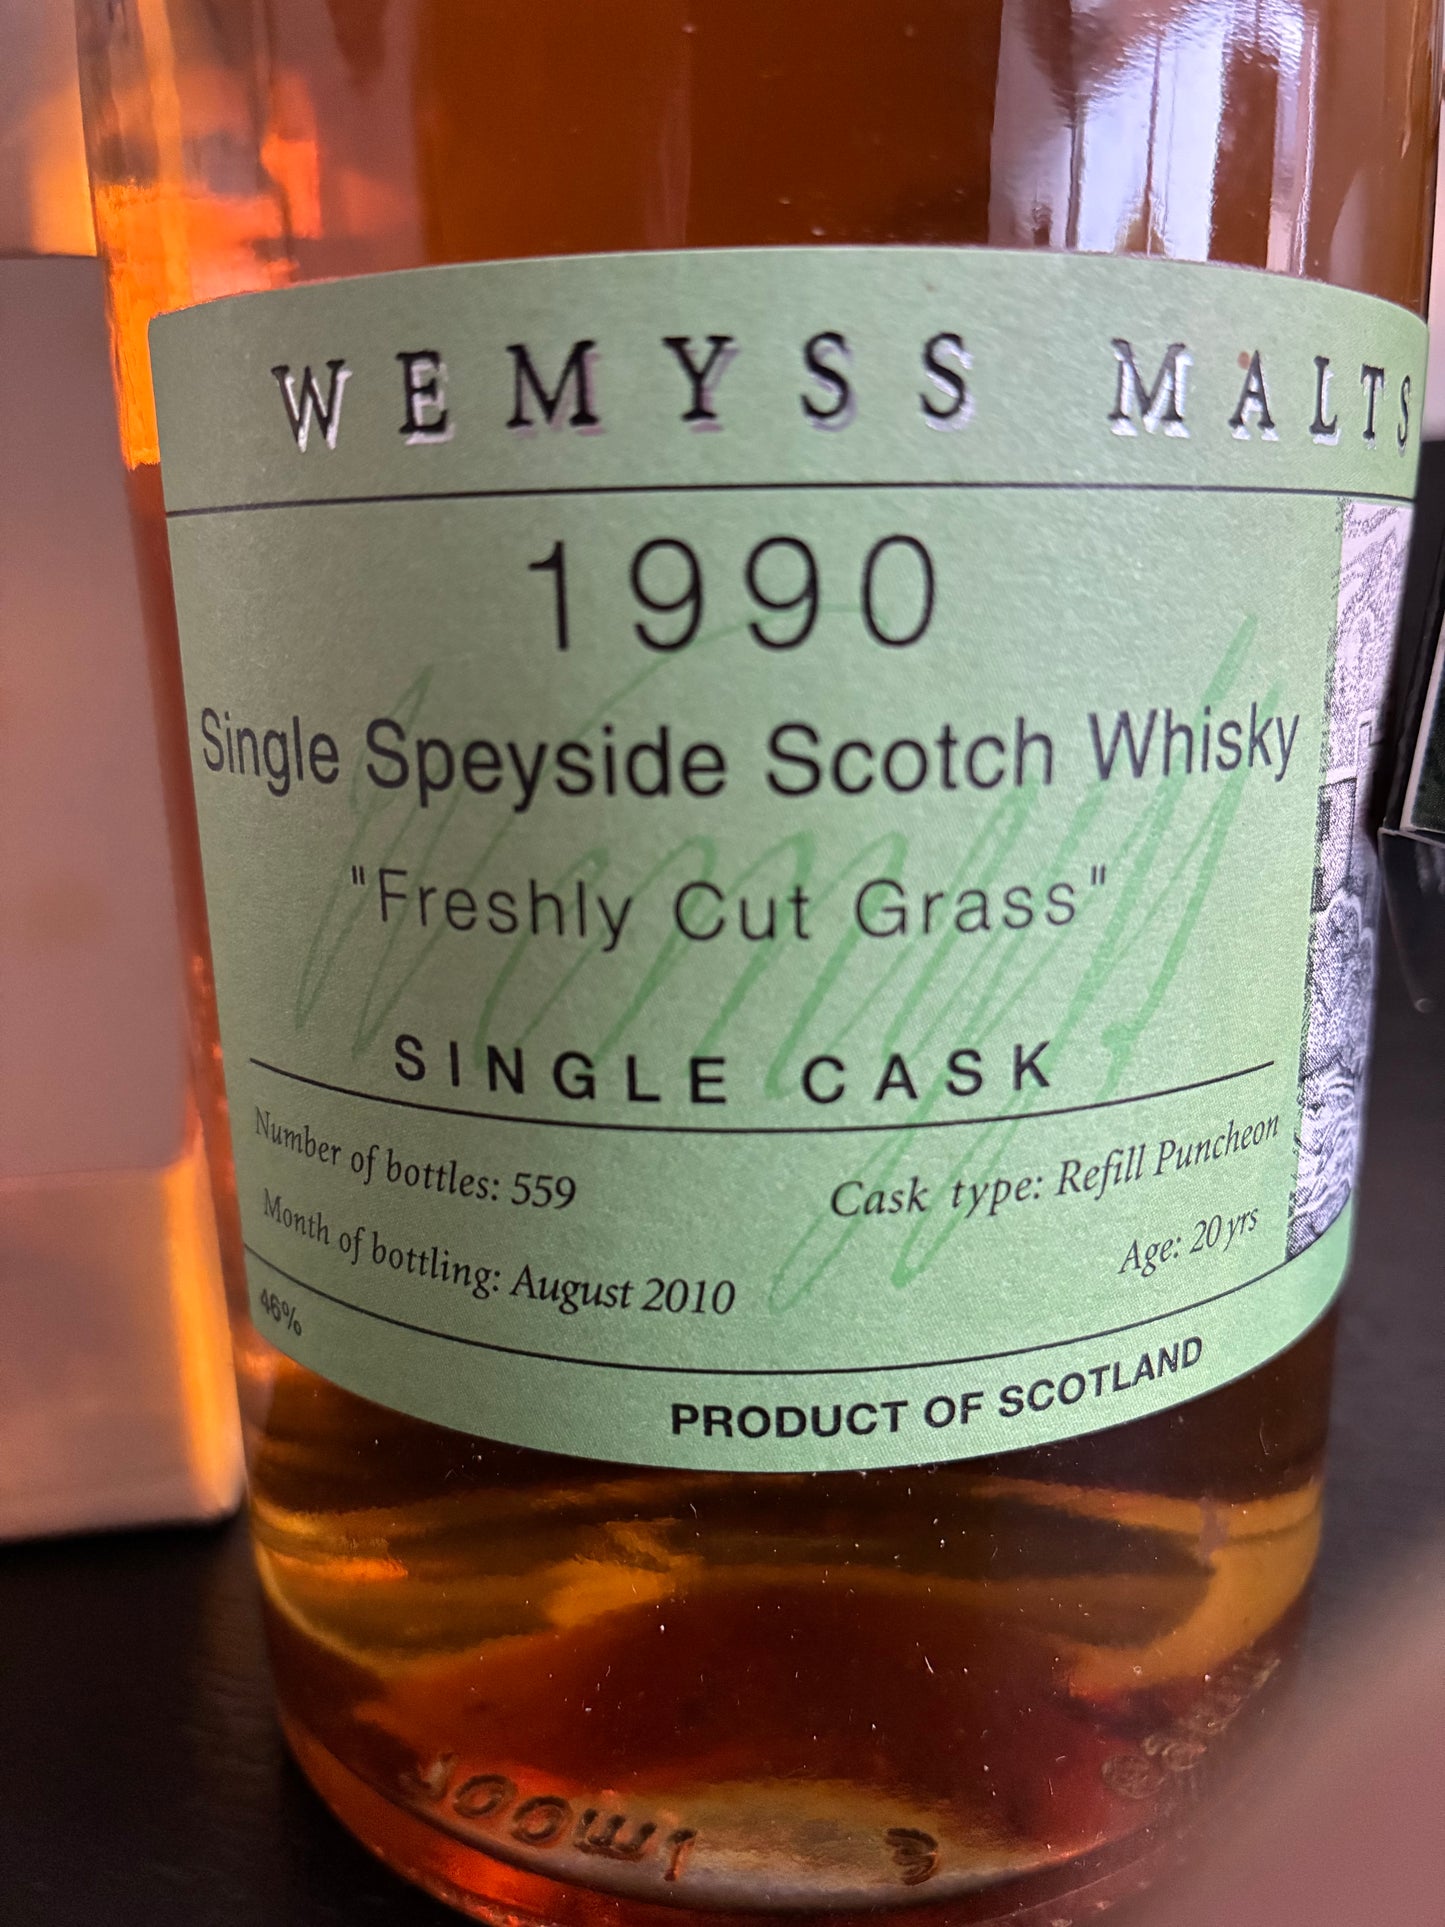 WEMYSS MALTS
1990
Single Speyside Scotch Whisky
"Freshly Cut Grass"
SINGLE CASK
Number of bottles: 559
Cask type: Refill Puncheon
Month of bottling: August 2010
Age: 20 yrs
46%
PRODUCT OF SCOTLAND